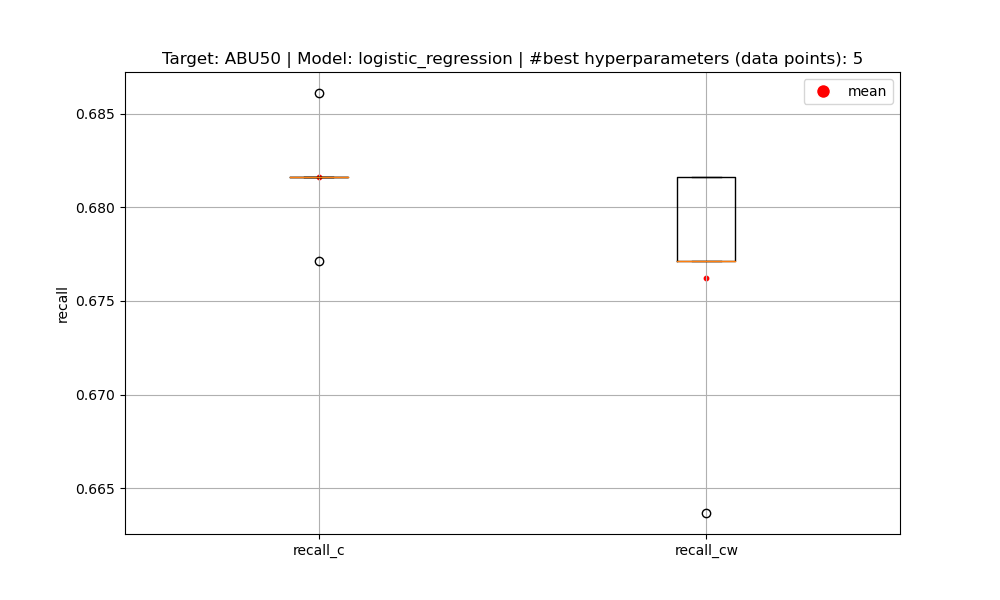 Target: ABU50 | Model: logistic_regression | #best hyperparameters (data points): 5
mean
0.685
0.680
0.675
0.670
0.665
recall
recall_c
recall_cw